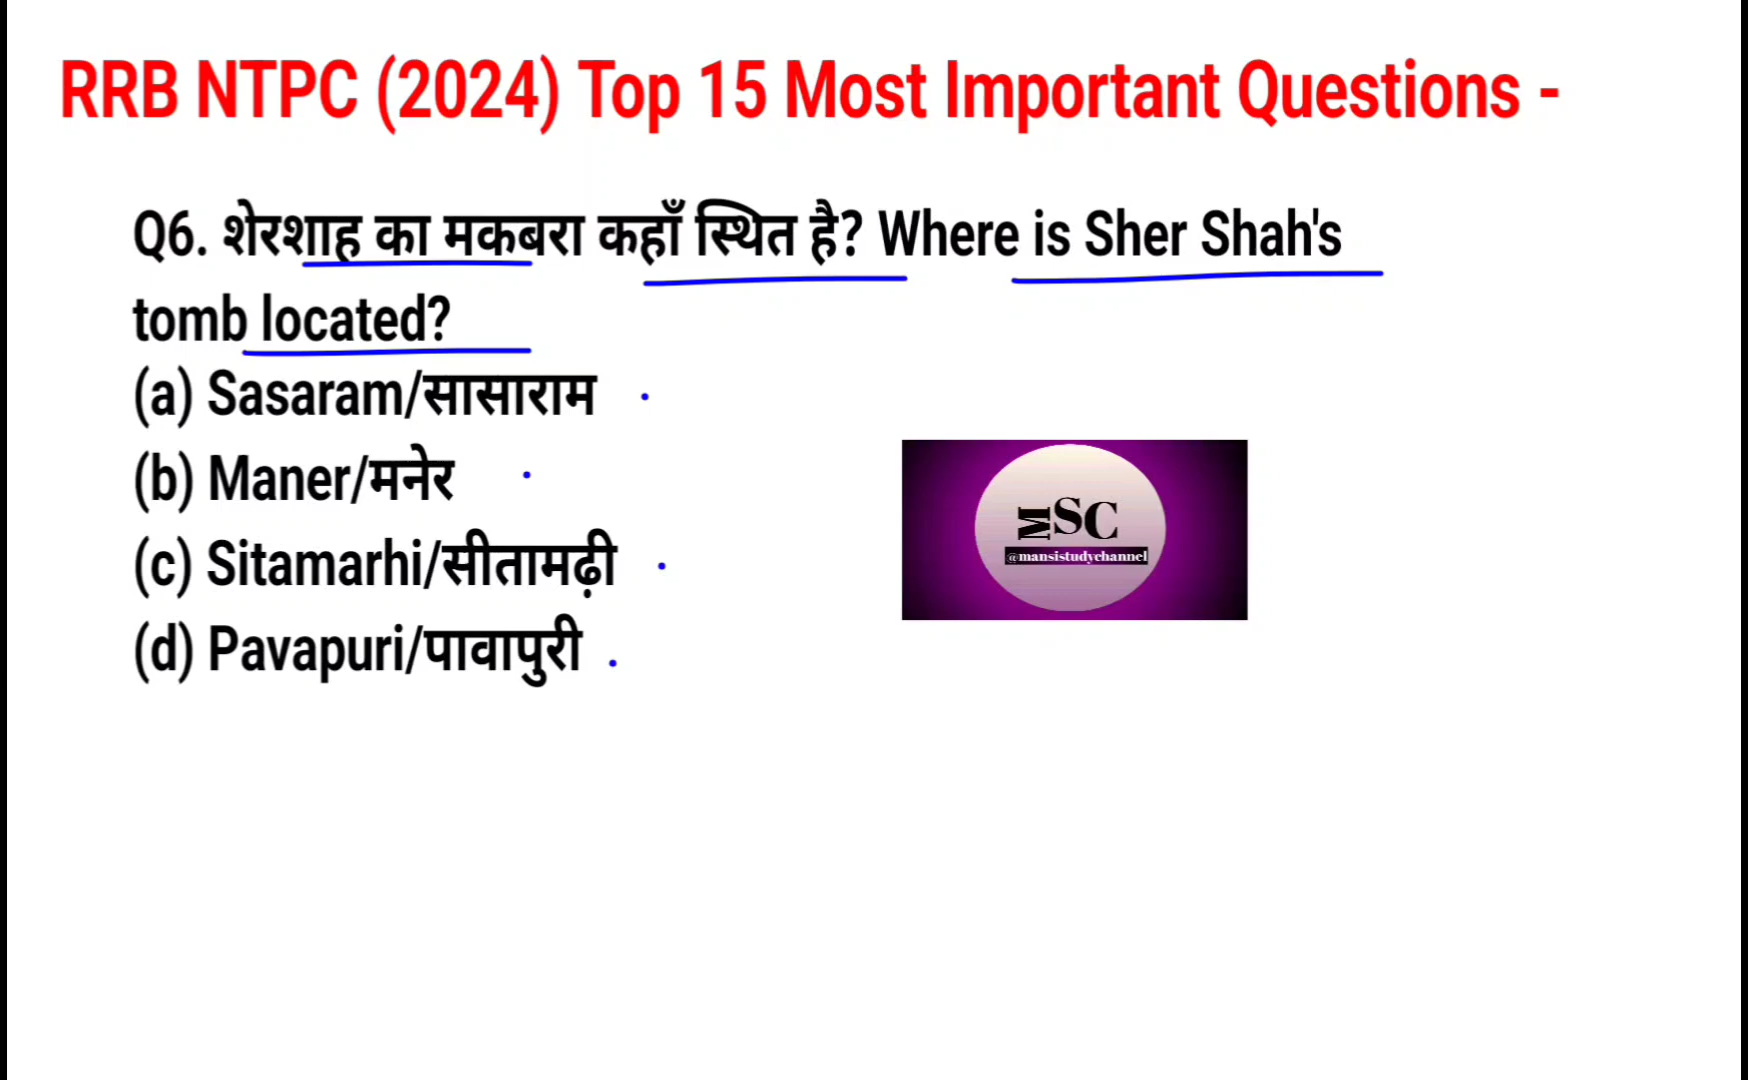 RRB NTPC (2024) Top 15 Most Important Questions -
Q6. शेरशाह का मकबरा कहाँ स्थित है? Where is Sher Shah's
tomb located?
(a) Sasaram/सासाराम
(b) Maner/मनेर
(c) Sitamarhi/सीतामढ़ी
(d) Pavapuri/पावापुरी
MSC
@mansistudychannel